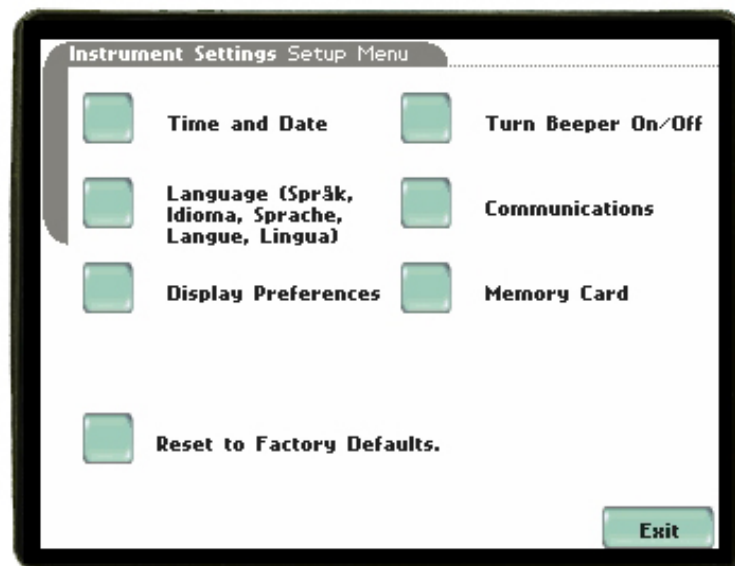 Instrument Settings Setup Menu
Time and Date
Turn Beeper On/Off
Language (Språk,
Idioma, Sprache,
Langue, Lingua)
Communications
Display Preferences
Memory Card
Reset to Factory Defaults.
Exit